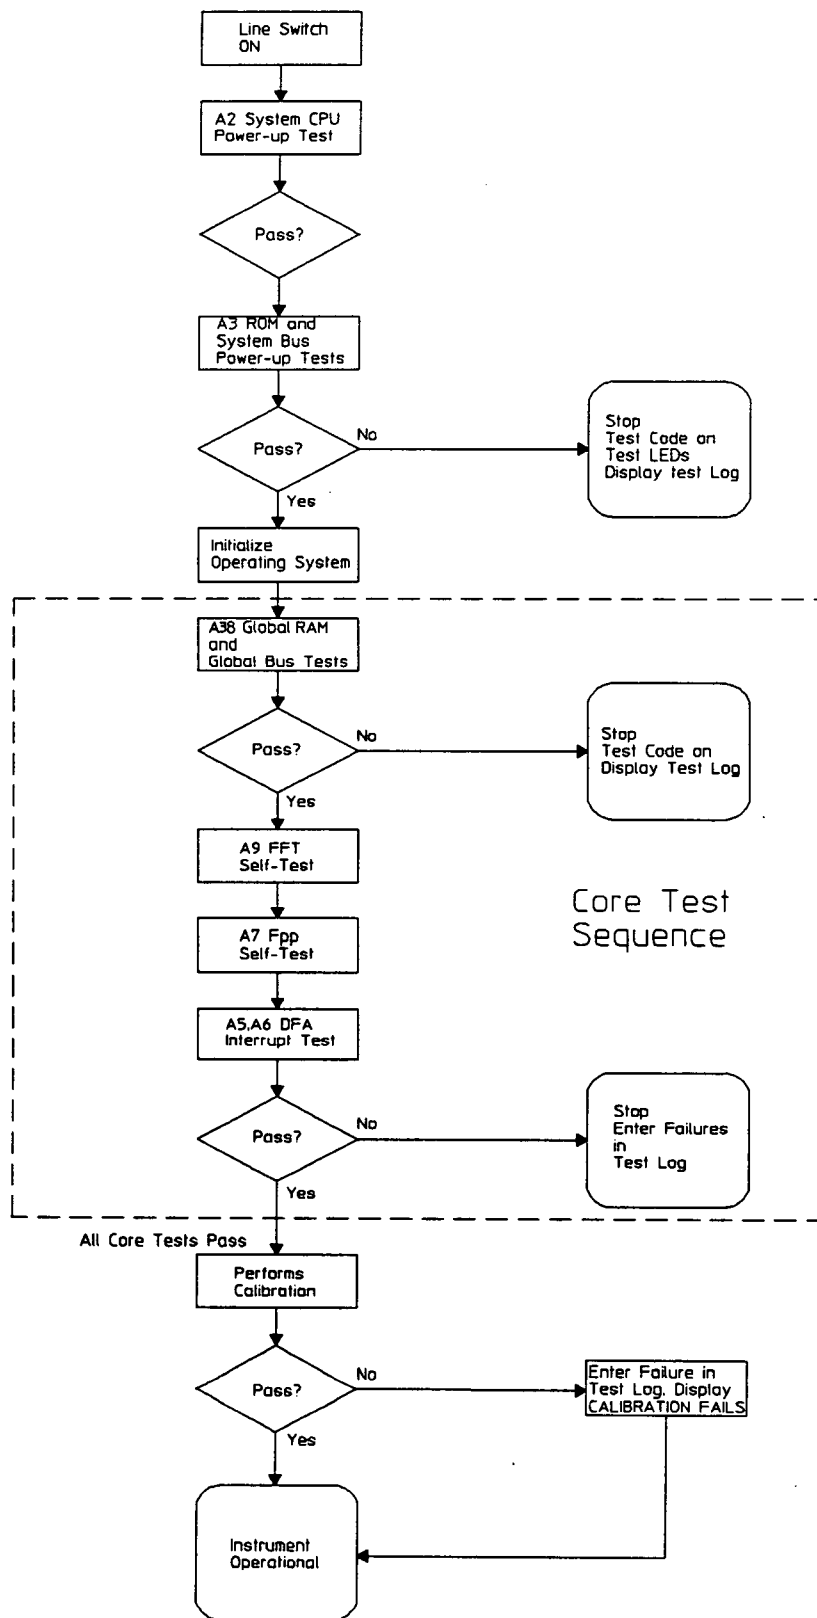 Line Switch
ON
A2 System CPU
Power-up Test
Pass?
A3 ROM and
System Bus
Power-up Tests
Pass?
No
Stop
Test Code on
Test LEDs
Display test Log
Yes
Initialize
Operating System
A38 Global RAM
and
Global Bus Tests
Pass?
No
Stop
Test Code on
Display Test Log
Yes
A9 FFT
Self-Test
Core Test
Sequence
A7 Fpp
Self-Test
A5,A6 DFA
Interrupt Test
Pass?
No
Stop
Enter Failures
in
Test Log
Yes
All Core Tests Pass
Performs
Calibration
Pass?
No
Enter Failure in
Test Log, Display
CALIBRATION FAILS
Yes
Instrument
Operational